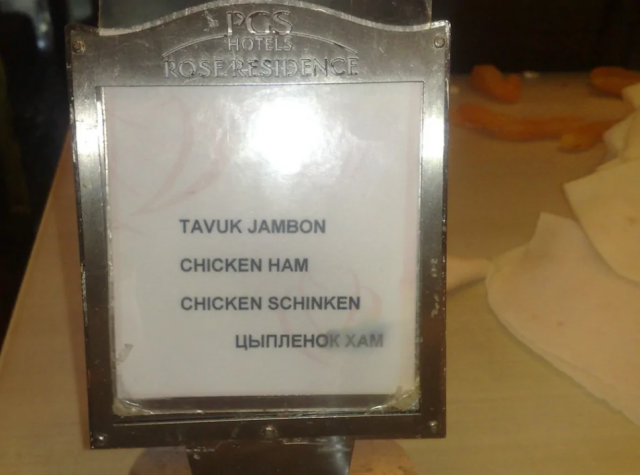 PGS
HOTELS
ROSE RESIDENCE
TAVUK JAMBON
CHICKEN HAM
CHICKEN SCHINKEN
ЦЫПЛЕНОК ХАМ